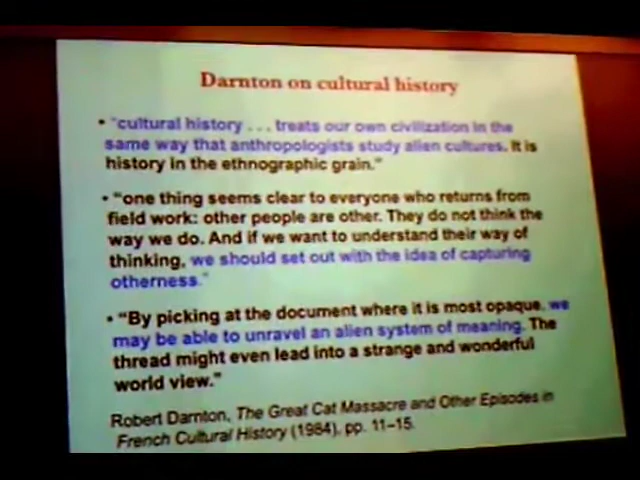 Darnton on cultural history
• "cultural history . . . treats our own civilization in the
same way that anthropologists study alien cultures. It is
history in the ethnographic grain."
• "one thing seems clear to everyone who returns from
field work: other people are other. They do not think the
way we do. And if we want to understand their way of
thinking, we should set out with the idea of capturing
otherness."
• "By picking at the document where it is most opaque, we
may be able to unravel an alien system of meaning. The
thread might even lead into a strange and wonderful
world view."
Robert Darnton, The Great Cat Massacre and Other Episodes in
French Cultural History (1984), pp. 11–15.